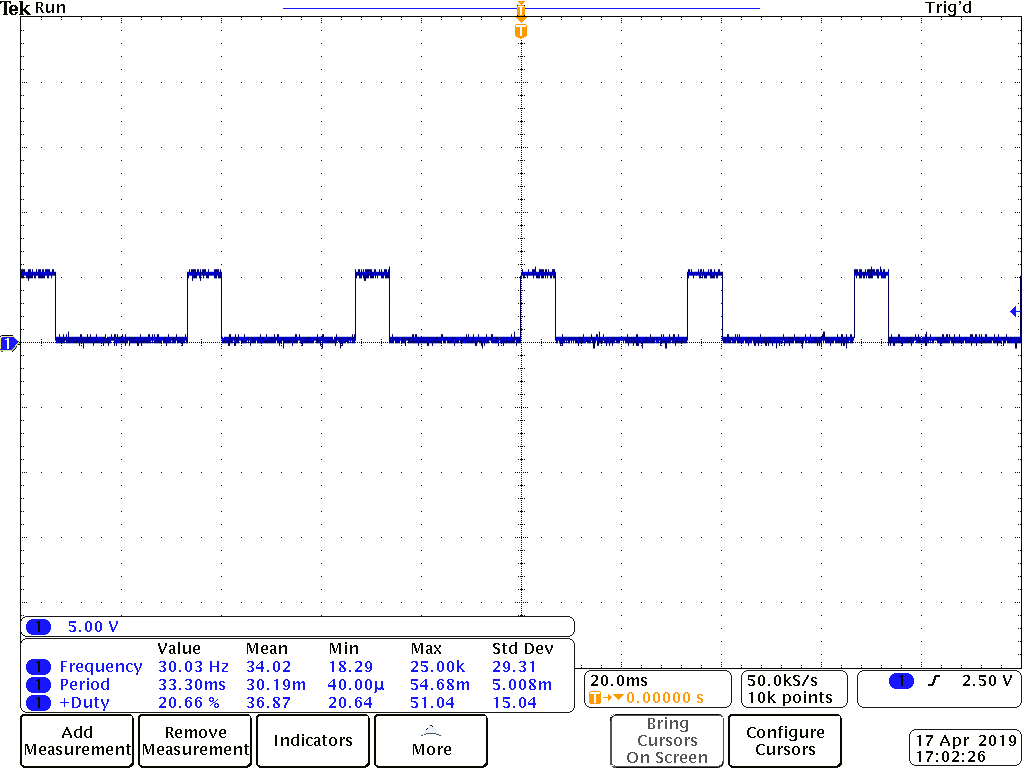 Tek Run Trig'd
T
T
1
1 5.00 V
Value Mean Min Max Std Dev
1 Frequency 30.03 Hz 34.02 18.29 25.00k 29.31
1 Period 33.30ms 30.19m 40.00µ 54.68m 5.008m
1 +Duty 20.66 % 36.87 20.64 51.04 15.04
20.0ms
T→▼0.00000 s
50.0kS/s
10k points
1 2.50 V
Add
Measurement
Remove
Measurement
Indicators
More
Bring
Cursors
On Screen
Configure
Cursors
17 Apr 2019
17:02:26